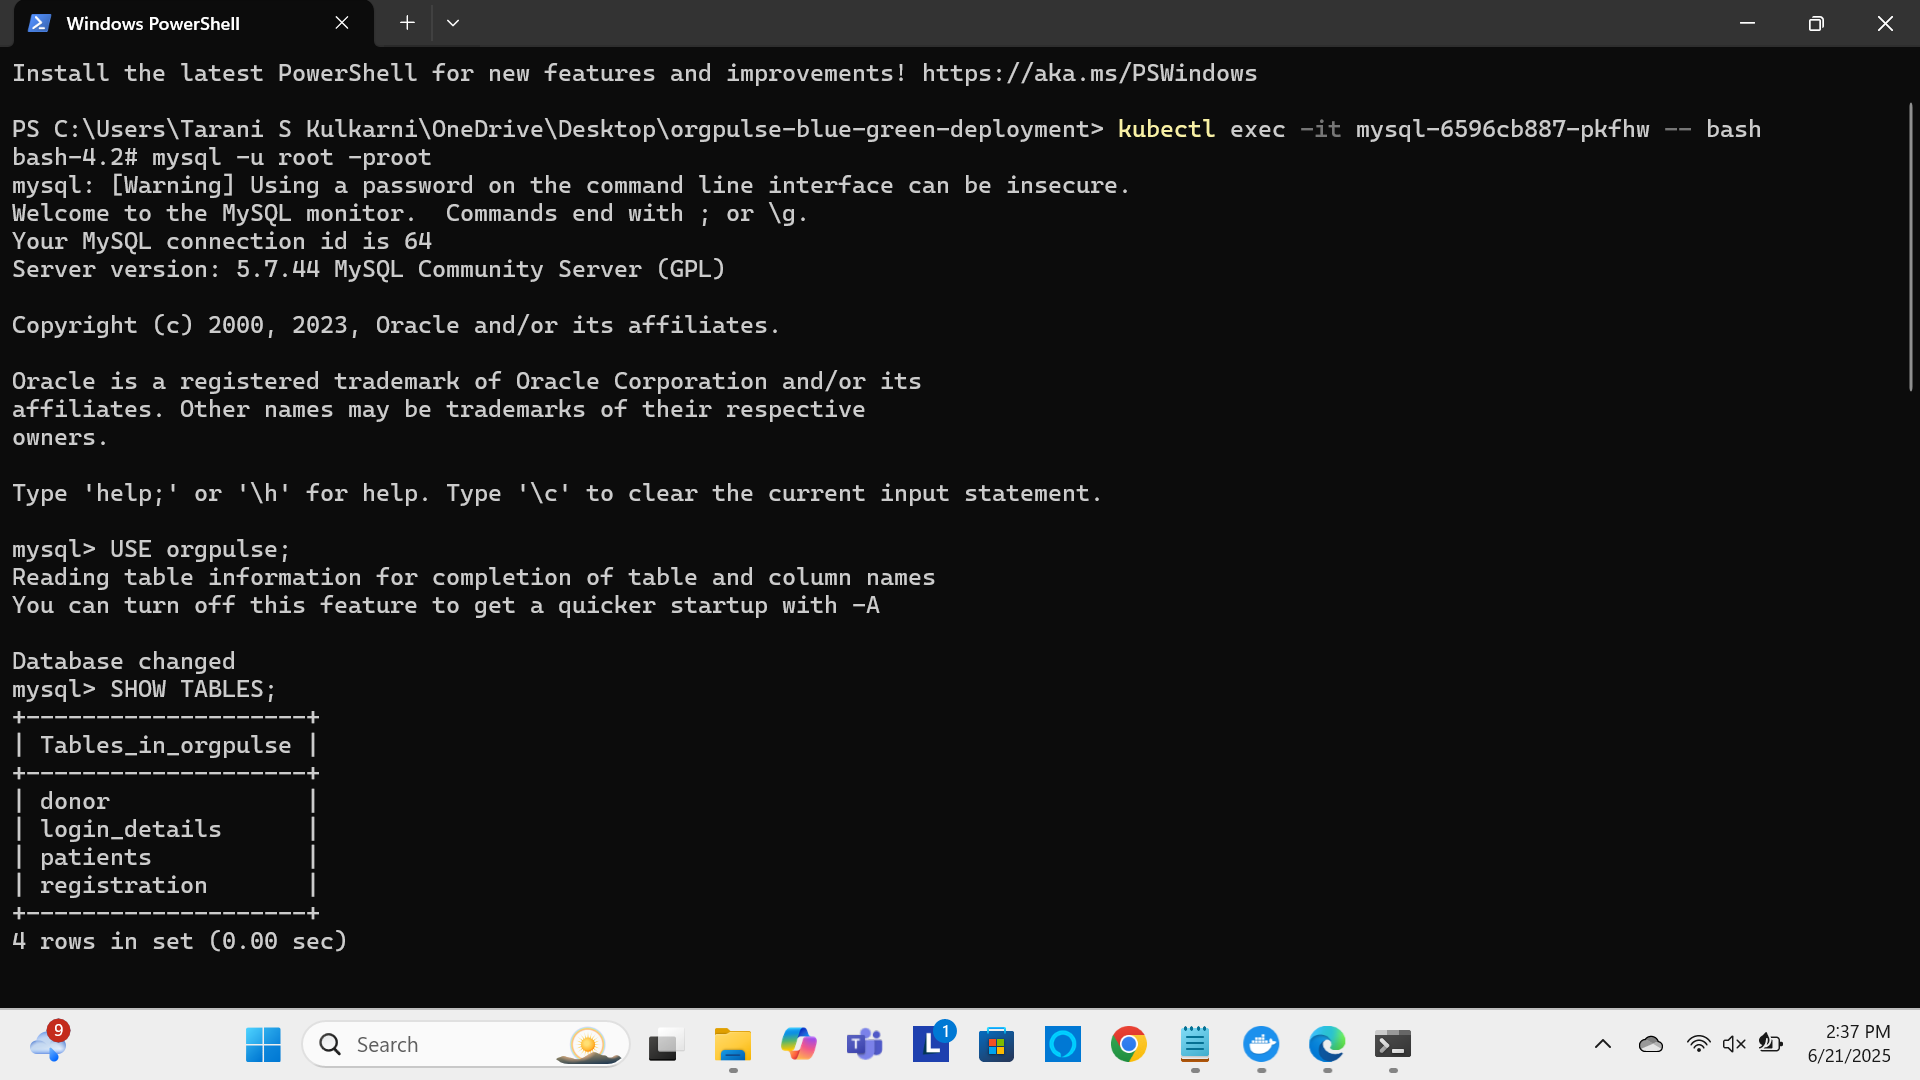 Windows PowerShell
Install the latest PowerShell for new features and improvements! https://aka.ms/PSWindows
PS C:\Users\Tarani S Kulkarni\OneDrive\Desktop\orgpulse-blue-green-deployment> kubectl exec -it mysql-6596cb887-pkfhw -- bash
bash-4.2# mysql -u root -proot
mysql: [Warning] Using a password on the command line interface can be insecure.
Welcome to the MySQL monitor.  Commands end with ; or \g.
Your MySQL connection id is 64
Server version: 5.7.44 MySQL Community Server (GPL)
Copyright (c) 2000, 2023, Oracle and/or its affiliates.
Oracle is a registered trademark of Oracle Corporation and/or its
affiliates. Other names may be trademarks of their respective
owners.
Type 'help;' or '\h' for help. Type '\c' to clear the current input statement.
mysql> USE orgpulse;
Reading table information for completion of table and column names
You can turn off this feature to get a quicker startup with -A
Database changed
mysql> SHOW TABLES;
+--------------------+
| Tables_in_orgpulse |
+--------------------+
| donor              |
| login_details      |
| patients           |
| registration       |
+--------------------+
4 rows in set (0.00 sec)
9
Search
T
L
1
2:37 PM
6/21/2025